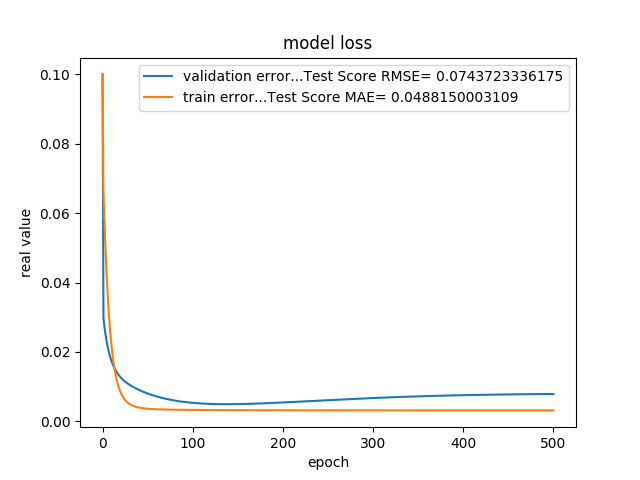 model loss
validation error...Test Score RMSE= 0.0743723336175
train error...Test Score MAE= 0.0488150003109
real value
0.10
0.08
0.06
0.04
0.02
0.00
0 100 200 300 400 500
epoch